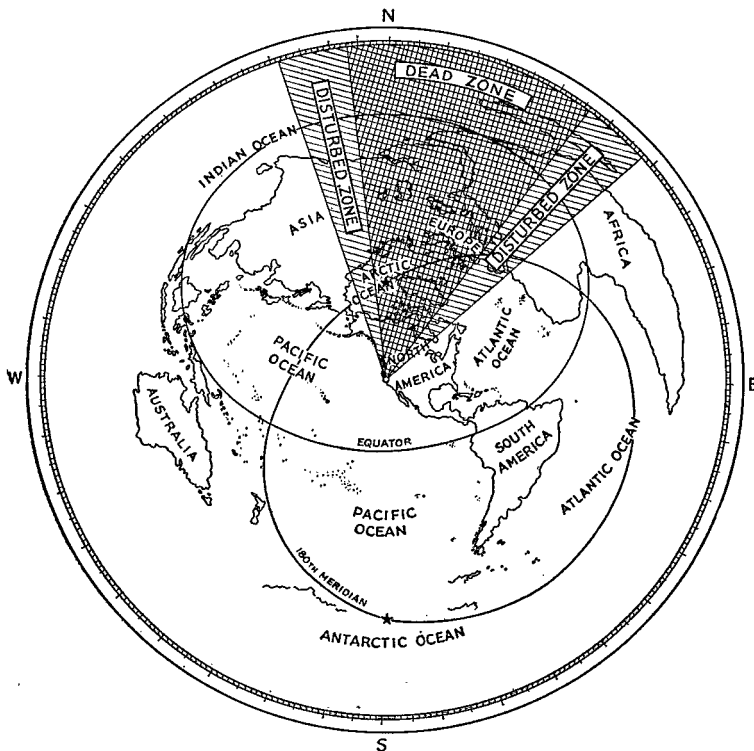 N
DEAD ZONE
DISTURBED ZONE
INDIAN OCEAN
DISTURBED ZONE
ASIA
EUROPE
AFRICA
ARCTIC
OCEAN
PACIFIC
OCEAN
ATLANTIC
OCEAN
NORTH
AMERICA
W
E
AUSTRALIA
EQUATOR
SOUTH
AMERICA
ATLANTIC OCEAN
PACIFIC
OCEAN
180TH MERIDIAN
ANTARCTIC OCEAN
S